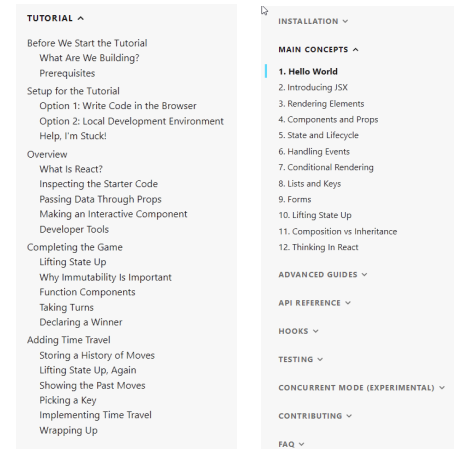 TUTORIAL
Before We Start the Tutorial
What Are We Building?
Prerequisites
Setup for the Tutorial
Option 1: Write Code in the Browser
Option 2: Local Development Environment
Help, I'm Stuck!
Overview
What Is React?
Inspecting the Starter Code
Passing Data Through Props
Making an Interactive Component
Developer Tools
Completing the Game
Lifting State Up
Why Immutability Is Important
Function Components
Taking Turns
Declaring a Winner
Adding Time Travel
Storing a History of Moves
Lifting State Up, Again
Showing the Past Moves
Picking a Key
Implementing Time Travel
Wrapping Up
INSTALLATION
MAIN CONCEPTS
1. Hello World
2. Introducing JSX
3. Rendering Elements
4. Components and Props
5. State and Lifecycle
6. Handling Events
7. Conditional Rendering
8. Lists and Keys
9. Forms
10. Lifting State Up
11. Composition vs Inheritance
12. Thinking In React
ADVANCED GUIDES
API REFERENCE
HOOKS
TESTING
CONCURRENT MODE (EXPERIMENTAL)
CONTRIBUTING
FAQ